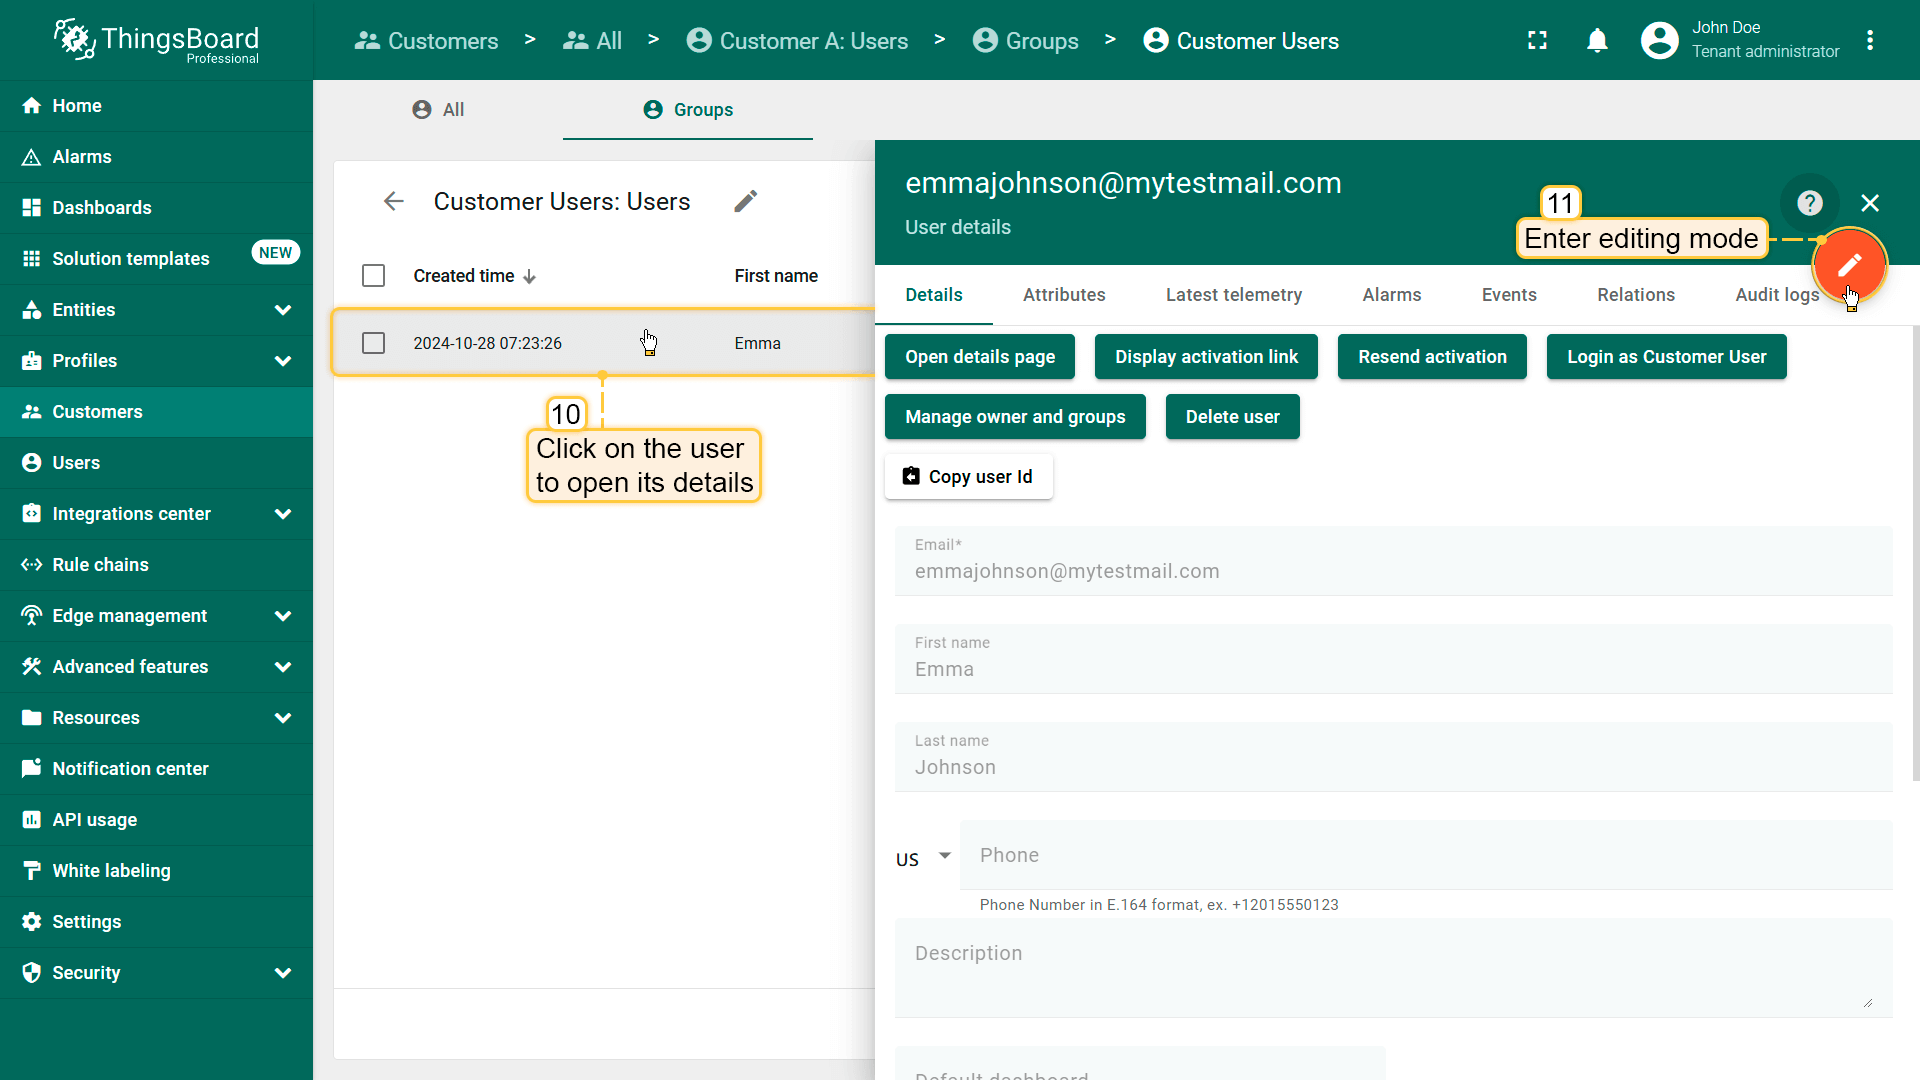 ThingsBoard
Professional
Customers > All > Customer A: Users > Groups > Customer Users
John Doe
Tenant administrator
Home
Alarms
Dashboards
Solution templates NEW
Entities
Profiles
Customers
Users
Integrations center
Rule chains
Edge management
Advanced features
Resources
Notification center
API usage
White labeling
Settings
Security
All
Groups
Customer Users: Users
Created time First name
2024-10-28 07:23:26 Emma
10
Click on the user
to open its details
emmajohnson@mytestmail.com
User details
11
Enter editing mode
Details Attributes Latest telemetry Alarms Events Relations Audit logs
Open details page Display activation link Resend activation Login as Customer User
Manage owner and groups Delete user
Copy user Id
Email*
emmajohnson@mytestmail.com
First name
Emma
Last name
Johnson
US Phone
Phone Number in E.164 format, ex. +12015550123
Description
Default dashboard